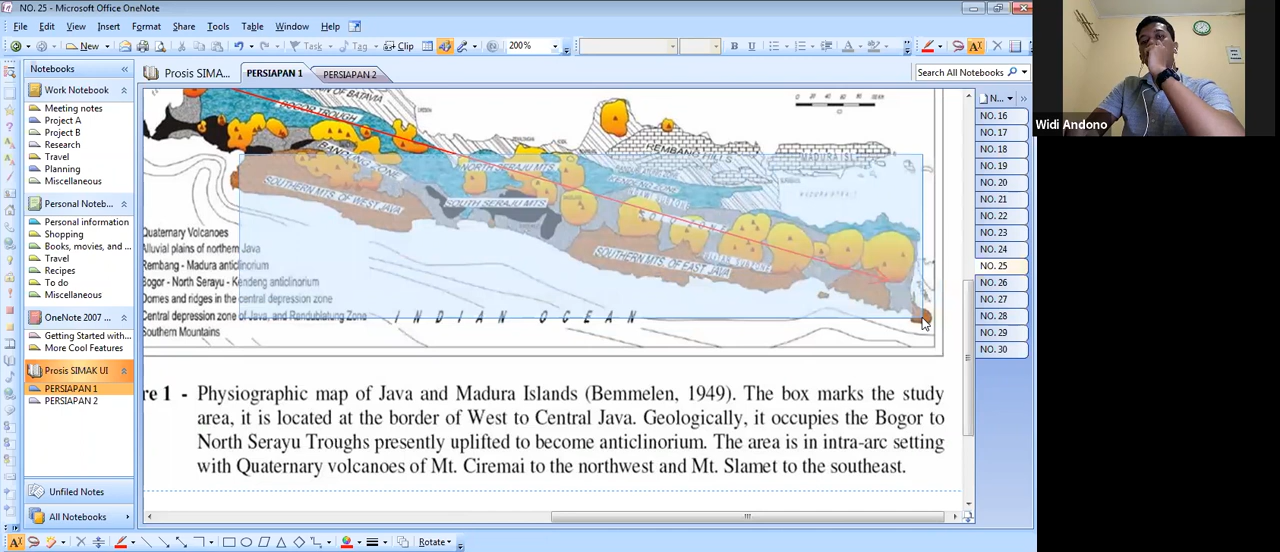 NO. 25 - Microsoft Office OneNote
File Edit View Insert Format Share Tools Table Window Help
New Task Tag Clip 200% B U
Notebooks
Prosis SIMA... PERSIAPAN 1 PERSIAPAN 2 Search All Notebooks
Work Notebook
Meeting notes
Project A
Project B
Research
Travel
Planning
Miscellaneous
Personal Noteb...
Personal information
Shopping
Books, movies, and ...
Travel
Recipes
To do
Miscellaneous
OneNote 2007 ...
Getting Started with...
More Cool Features
Prosis SIMAK UI
PERSIAPAN 1
PERSIAPAN 2
Unfiled Notes
All Notebooks
N...
NO. 16
NO. 17
NO. 18
NO. 19
NO. 20
NO. 21
NO. 22
NO. 23
NO. 24
NO. 25
NO. 26
NO. 27
NO. 28
NO. 29
NO. 30
OF BATAVIA
BOGOR TROUGH
BANDUNG ZONE
REMBANG HILLS
MADURA ISLAND
NORTH SERAJU MTS
SOUTHERN MTS. OF WEST JAVA
SOUTH SERAJU MTS
SOUTHERN MTS. OF EAST JAVA
Quaternary Volcanoes
Alluvial plains of northern Java
Rembang - Madura anticlinorium
Bogor - North Serayu - Kendeng anticlinorium
Domes and ridges in the central depression zone
Central depression zone of Java, and Randublatung Zone
Southern Mountains
INDIAN OCEAN
re 1 - Physiographic map of Java and Madura Islands (Bemmelen, 1949). The box marks the study
area, it is located at the border of West to Central Java. Geologically, it occupies the Bogor to
North Serayu Troughs presently uplifted to become anticlinorium. The area is in intra-arc setting
with Quaternary volcanoes of Mt. Ciremai to the northwest and Mt. Slamet to the southeast.
Rotate
Widi Andono